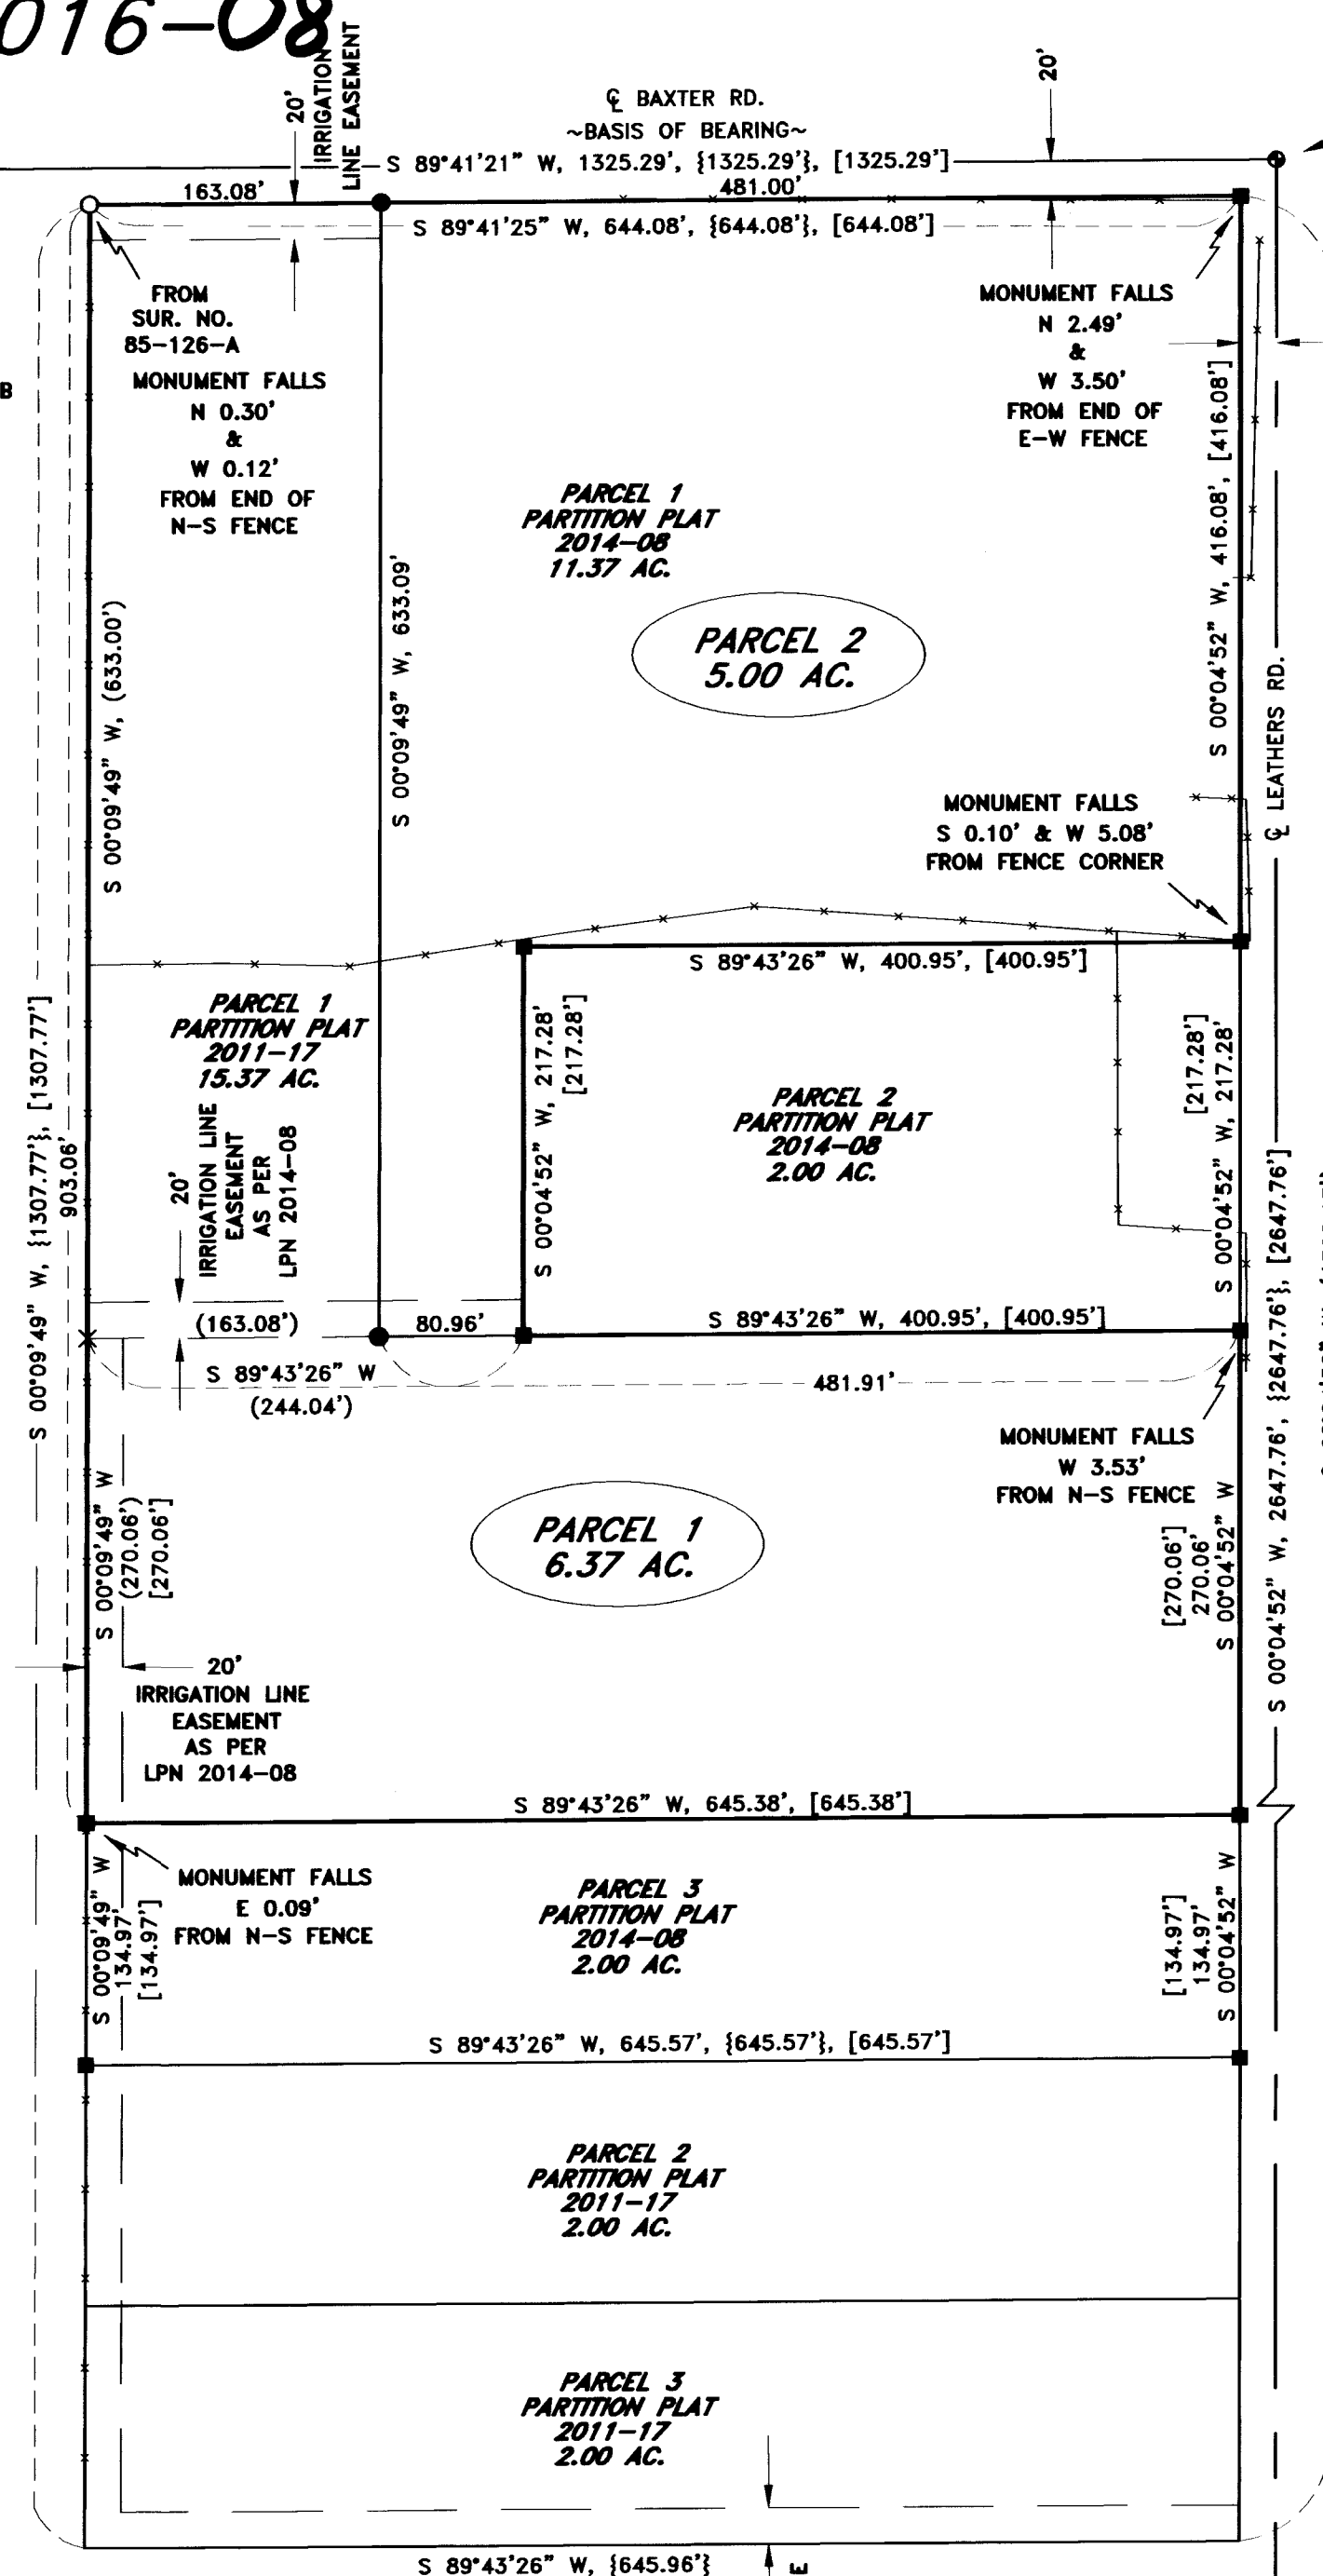 016-08
20'
IRRIGATION
LINE EASEMENT
℄ BAXTER RD.
~BASIS OF BEARING~
20'
S 89°41'21" W, 1325.29', {1325.29'}, [1325.29']
163.08'
481.00'
S 89°41'25" W, 644.08', {644.08'}, [644.08']
FROM
SUR. NO.
85-126-A
MONUMENT FALLS
N 0.30'
&
W 0.12'
FROM END OF
N-S FENCE
B
MONUMENT FALLS
N 2.49'
&
W 3.50'
FROM END OF
E-W FENCE
S 00°04'52" W, 416.08', [416.08']
PARCEL 1
PARTITION PLAT
2014-08
11.37 AC.
PARCEL 2
5.00 AC.
S 00°09'49" W, (633.00')
S 00°09'49" W, 633.09'
℄ LEATHERS RD.
MONUMENT FALLS
S 0.10' & W 5.08'
FROM FENCE CORNER
S 89°43'26" W, 400.95', [400.95']
PARCEL 1
PARTITION PLAT
2011-17
15.37 AC.
S 00°09'49" W, {1307.77'}, [1307.77']
903.06'
20'
IRRIGATION LINE
EASEMENT
AS PER
LPN 2014-08
S 00°04'52" W, 217.28'
[217.28']
PARCEL 2
PARTITION PLAT
2014-08
2.00 AC.
[217.28']
S 00°04'52" W, 217.28'
S 00°04'52" W, 2647.76', {2647.76'}, [2647.76']
(163.08')
80.96'
S 89°43'26" W, 400.95', [400.95']
S 89°43'26" W
(244.04')
481.91'
MONUMENT FALLS
W 3.53'
FROM N-S FENCE
S 00°09'49" W
(270.06')
[270.06']
PARCEL 1
6.37 AC.
[270.06']
270.06'
S 00°04'52" W
20'
IRRIGATION LINE
EASEMENT
AS PER
LPN 2014-08
S 89°43'26" W, 645.38', [645.38']
MONUMENT FALLS
E 0.09'
FROM N-S FENCE
S 00°09'49" W
134.97'
[134.97']
PARCEL 3
PARTITION PLAT
2014-08
2.00 AC.
[134.97']
134.97'
S 00°04'52" W
S 89°43'26" W, 645.57', {645.57'}, [645.57']
PARCEL 2
PARTITION PLAT
2011-17
2.00 AC.
PARCEL 3
PARTITION PLAT
2011-17
2.00 AC.
S 89°43'26" W, {645.96'}
E